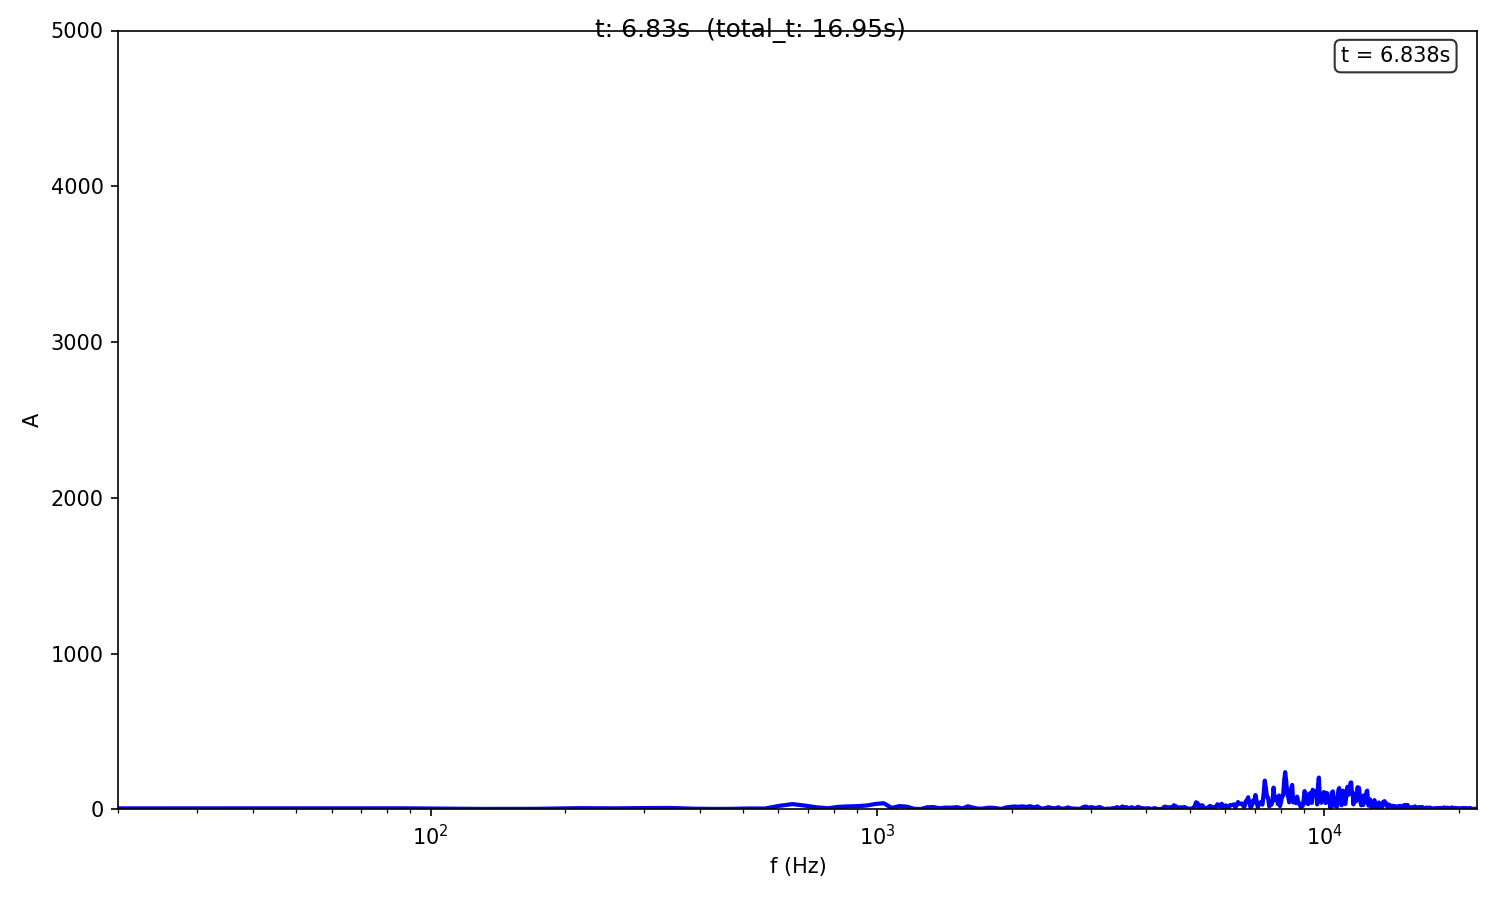 t: 6.83s (total_t: 16.95s)
t = 6.838s
5000
4000
3000
2000
1000
0
A
10²
10³
10⁴
f (Hz)